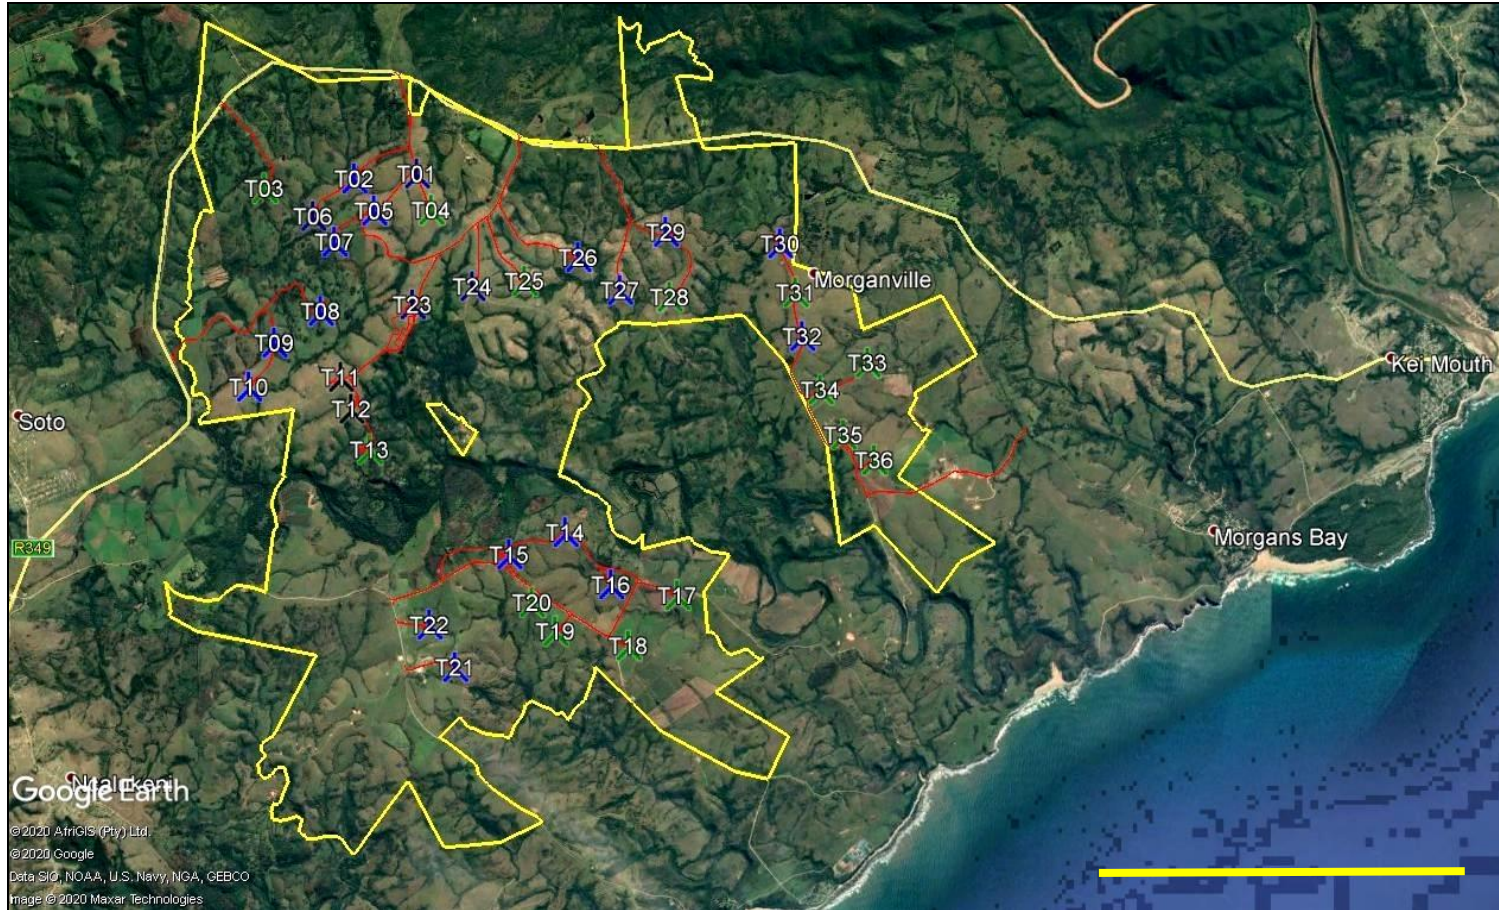 T03
T02
T01
T06
T05
T04
T07
T29
T30
T26
T24
T25
T27
T28
T31
Morganville
T08
T23
T09
T32
T33
Kei Mouth
T10
T11
T34
T12
Soto
T13
T35
T36
R349
T14
Morgans Bay
T15
T16
T17
T20
T22
T19
T18
T21
Ntalukeni
Google Earth
© 2020 AfriGIS (Pty) Ltd.
© 2020 Google
Data SIO, NOAA, U.S. Navy, NGA, GEBCO
Image © 2020 Maxar Technologies